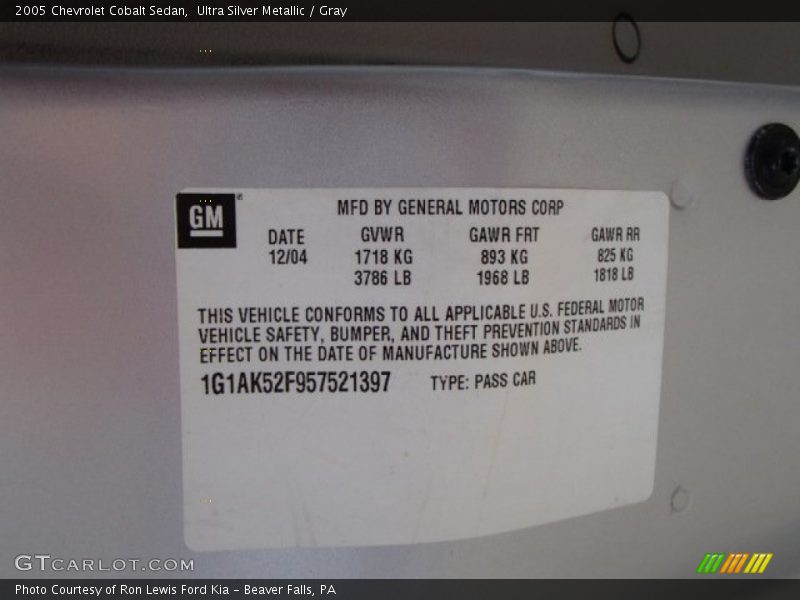 2005 Chevrolet Cobalt Sedan, Ultra Silver Metallic / Gray
GM
MFD BY GENERAL MOTORS CORP
DATE GVWR GAWR FRT GAWR RR
12/04 1718 KG 893 KG 825 KG
3786 LB 1968 LB 1818 LB
THIS VEHICLE CONFORMS TO ALL APPLICABLE U.S. FEDERAL MOTOR
VEHICLE SAFETY, BUMPER, AND THEFT PREVENTION STANDARDS IN
EFFECT ON THE DATE OF MANUFACTURE SHOWN ABOVE.
1G1AK52F957521397 TYPE: PASS CAR
GTCARLOT.COM
Photo Courtesy of Ron Lewis Ford Kia - Beaver Falls, PA